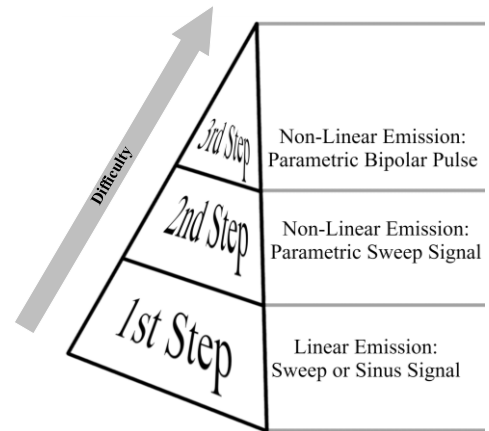 Difficulty
3rd Step
Non-Linear Emission:
Parametric Bipolar Pulse
2nd Step
Non-Linear Emission:
Parametric Sweep Signal
1st Step
Linear Emission:
Sweep or Sinus Signal